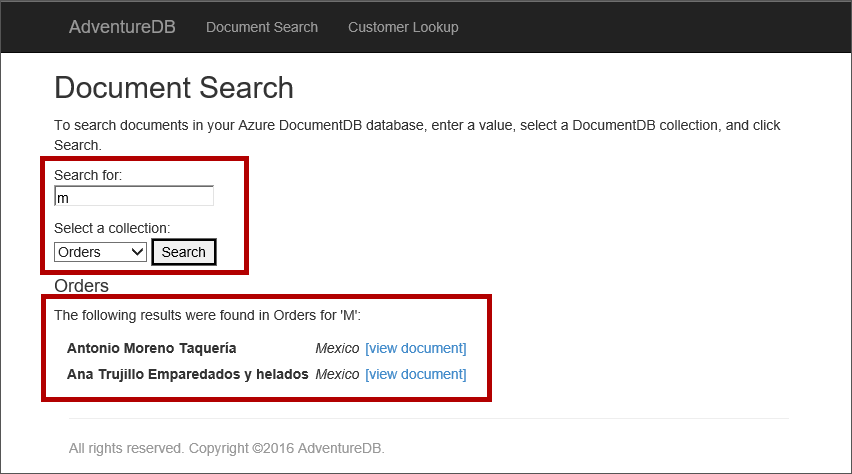 AdventureDB Document Search Customer Lookup
Document Search
To search documents in your Azure DocumentDB database, enter a value, select a DocumentDB collection, and click
Search.
Search for:
m
Select a collection:
Orders Search
Orders
The following results were found in Orders for 'M':
Antonio Moreno Taquería Mexico [view document]
Ana Trujillo Emparedados y helados Mexico [view document]
All rights reserved. Copyright ©2016 AdventureDB.